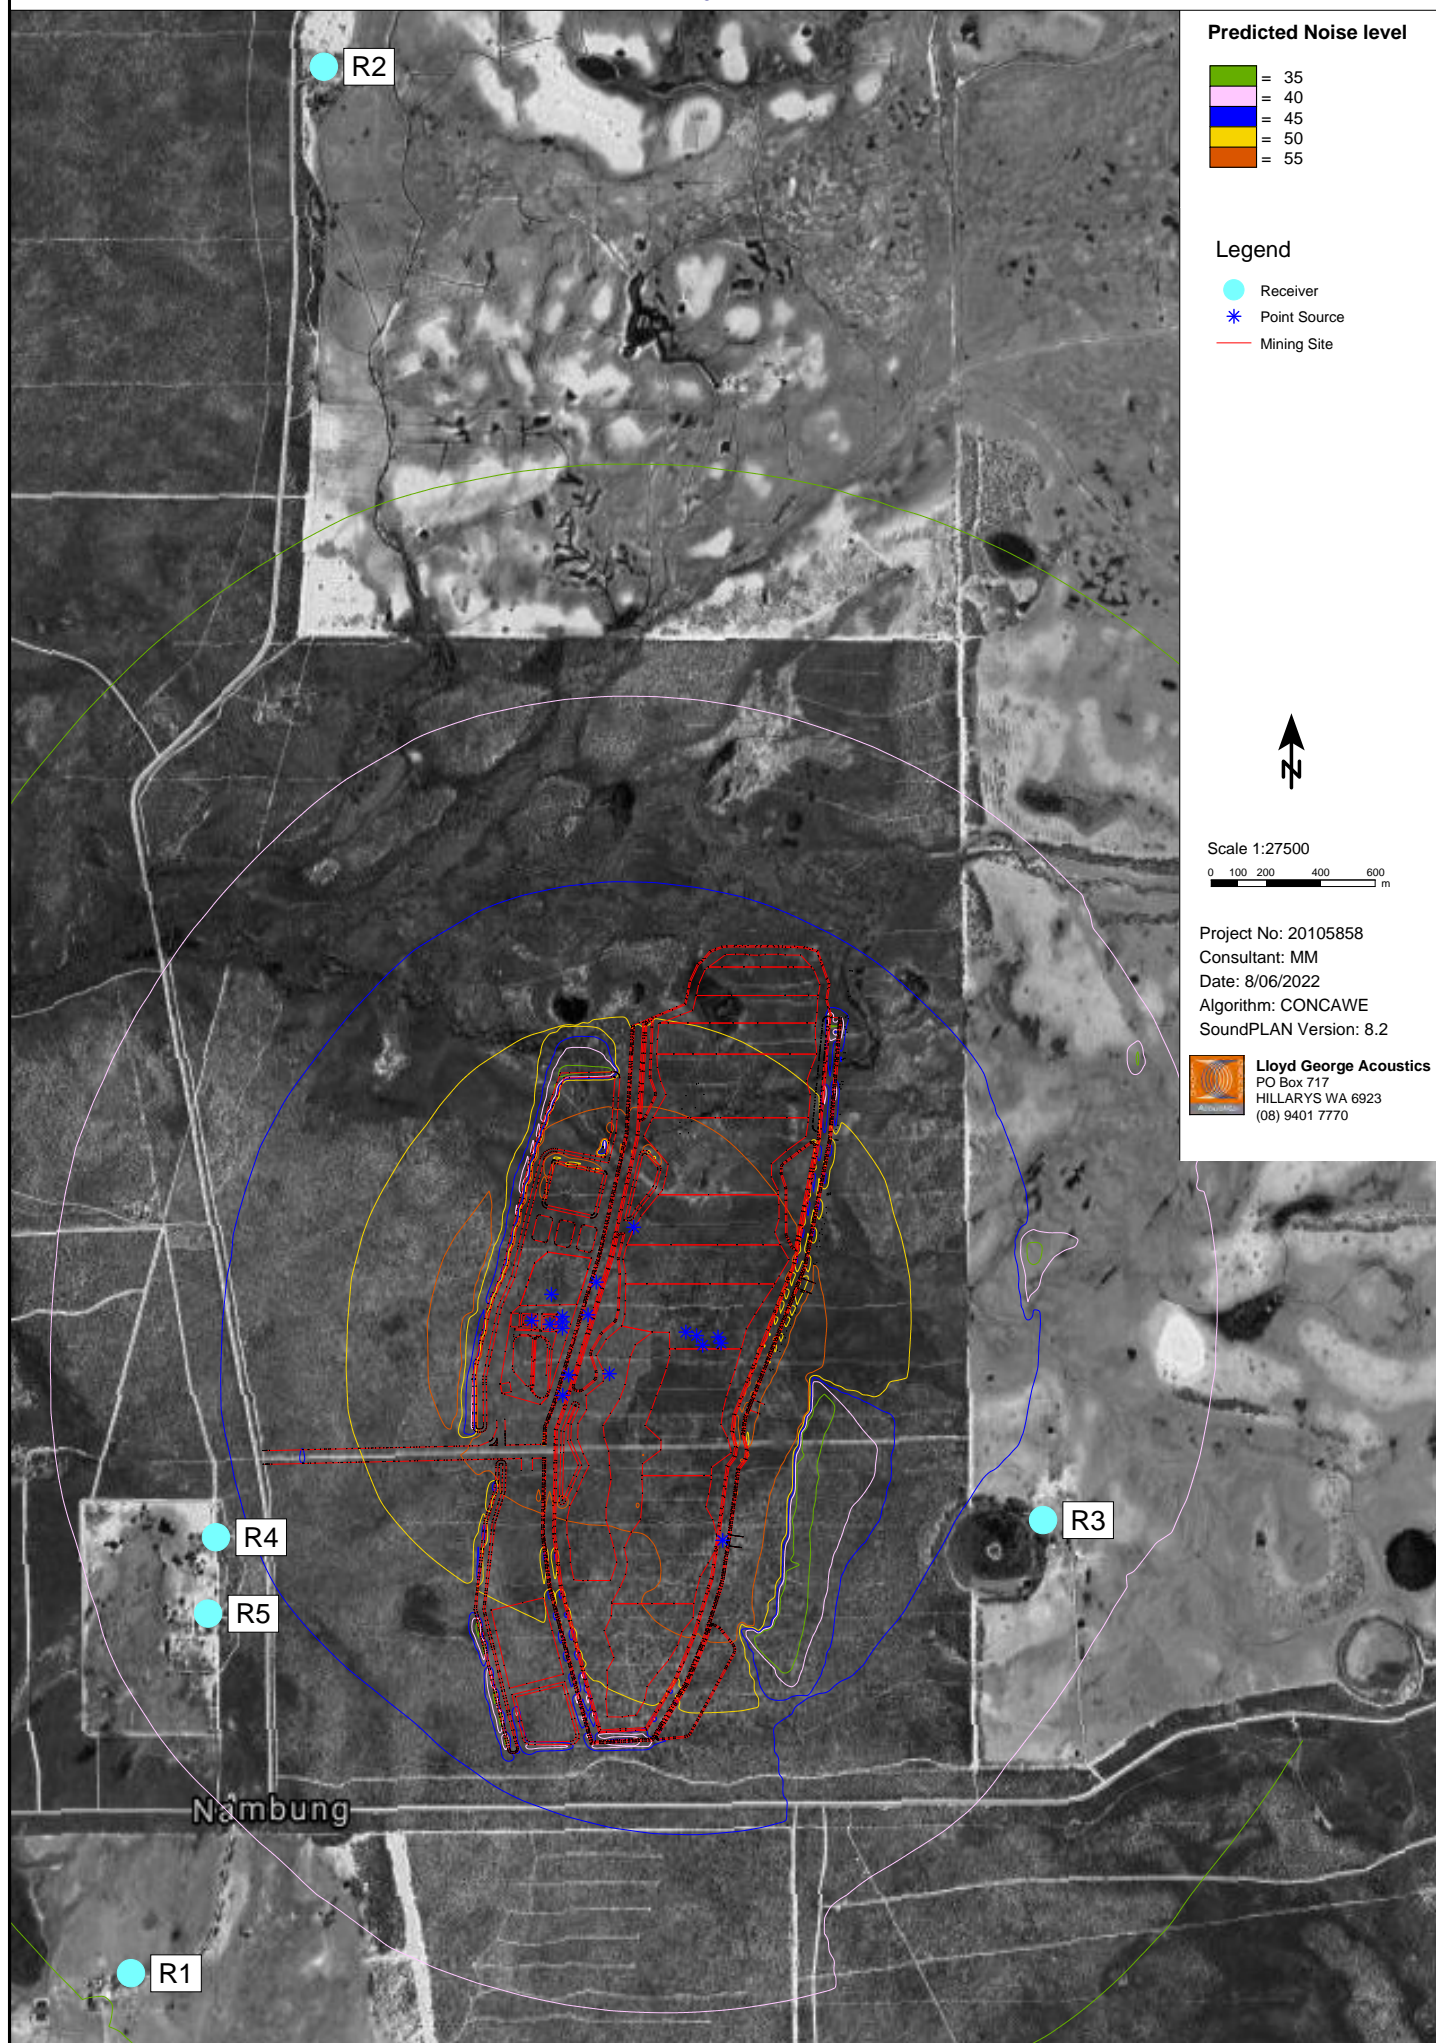 Predicted Noise level
= 35
= 40
= 45
= 50
= 55
Legend
Receiver
Point Source
Mining Site
N
Scale 1:27500
0 100 200 400 600
m
Project No: 20105858
Consultant: MM
Date: 8/06/2022
Algorithm: CONCAWE
SoundPLAN Version: 8.2
Lloyd George Acoustics
PO Box 717
HILLARYS WA 6923
(08) 9401 7770
R2
R3
R4
R5
Nambung
R1